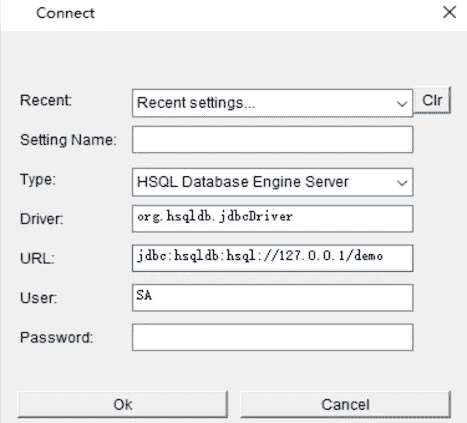 Connect
Recent: Recent settings... Clr
Setting Name:
Type: HSQL Database Engine Server
Driver: org.hsqldb.jdbcDriver
URL: jdbc:hsqldb:hsql://127.0.0.1/demo
User: SA
Password:
Ok Cancel